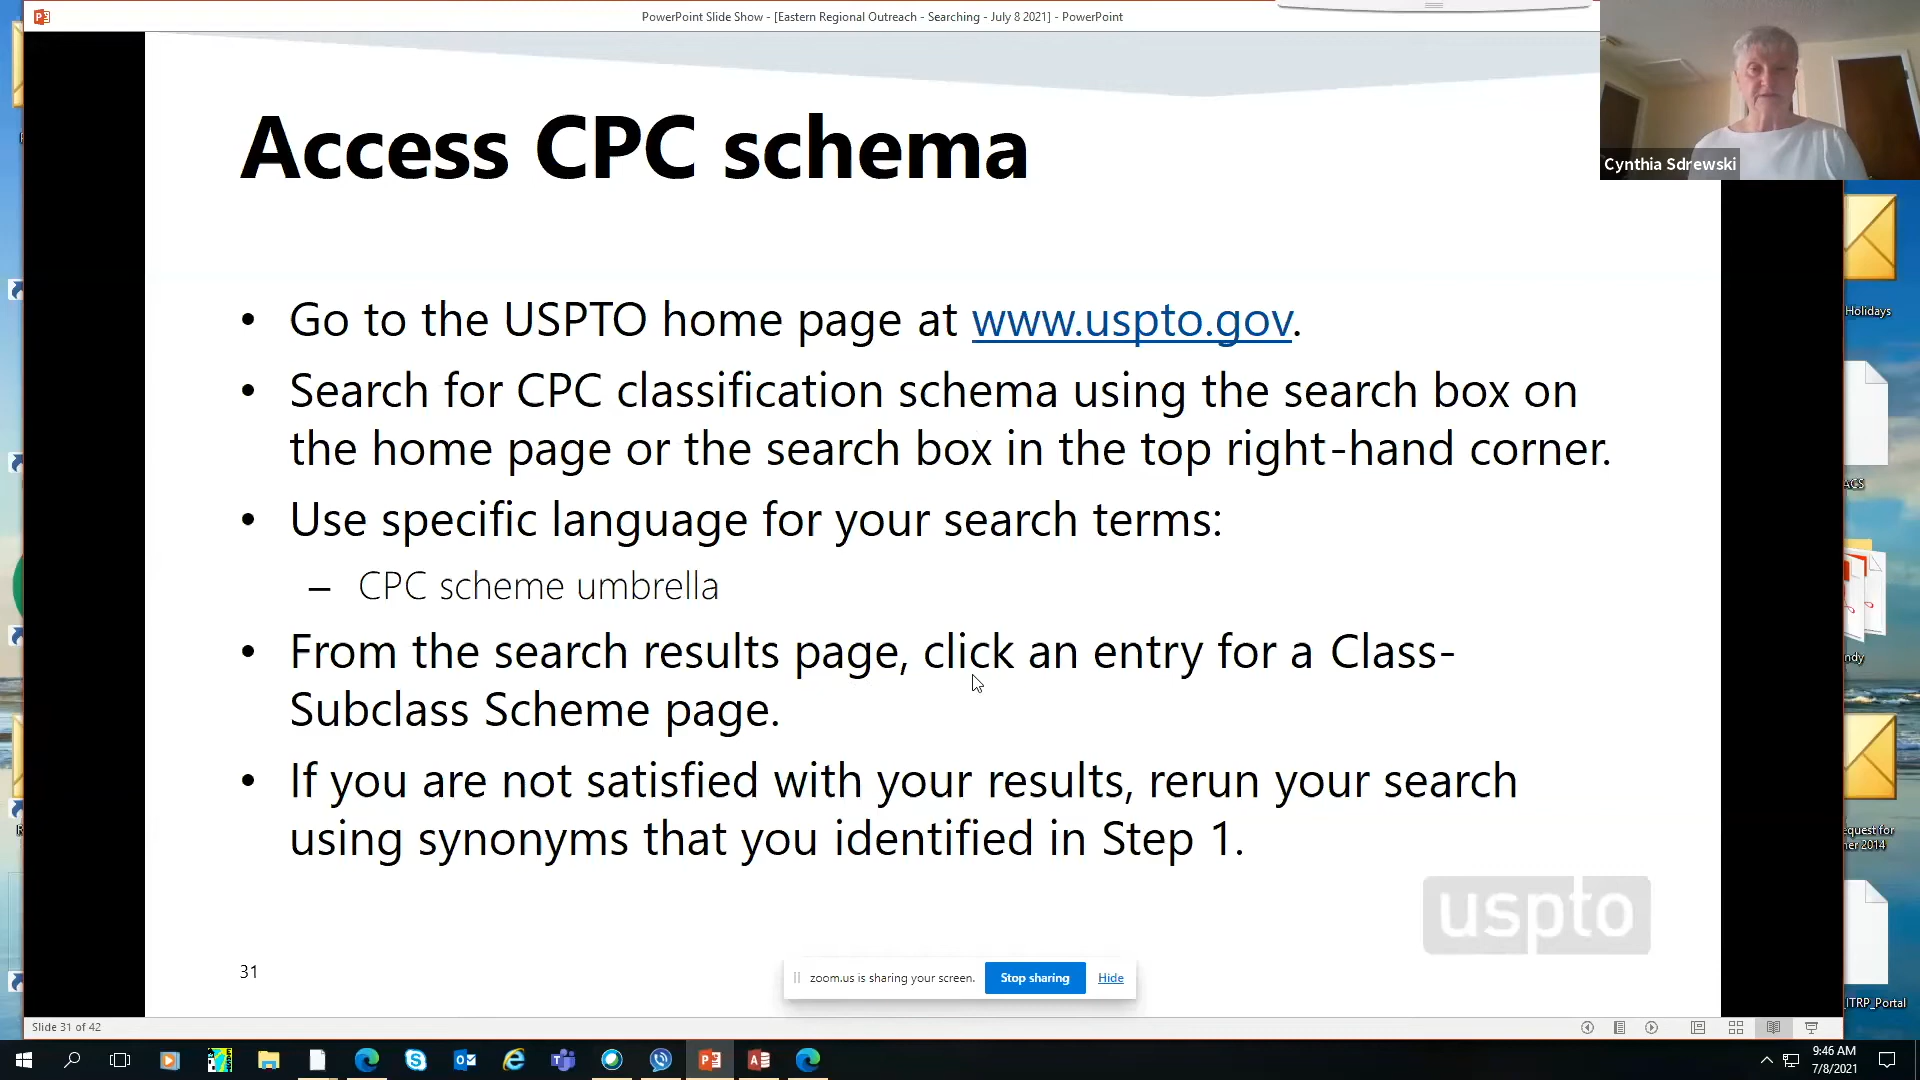 PowerPoint Slide Show - [Eastern Regional Outreach - Searching - July 8 2021] - PowerPoint
Cynthia Sdrewski
Access CPC schema
• Go to the USPTO home page at www.uspto.gov.
• Search for CPC classification schema using the search box on
the home page or the search box in the top right-hand corner.
• Use specific language for your search terms:
– CPC scheme umbrella
• From the search results page, click an entry for a Class-
Subclass Scheme page.
• If you are not satisfied with your results, rerun your search
using synonyms that you identified in Step 1.
uspto
31
zoom.us is sharing your screen.
Stop sharing
Hide
Holidays
ACS
ndy
equest for
ner 2014
ITRP_Portal
Slide 31 of 42
9:46 AM
7/8/2021